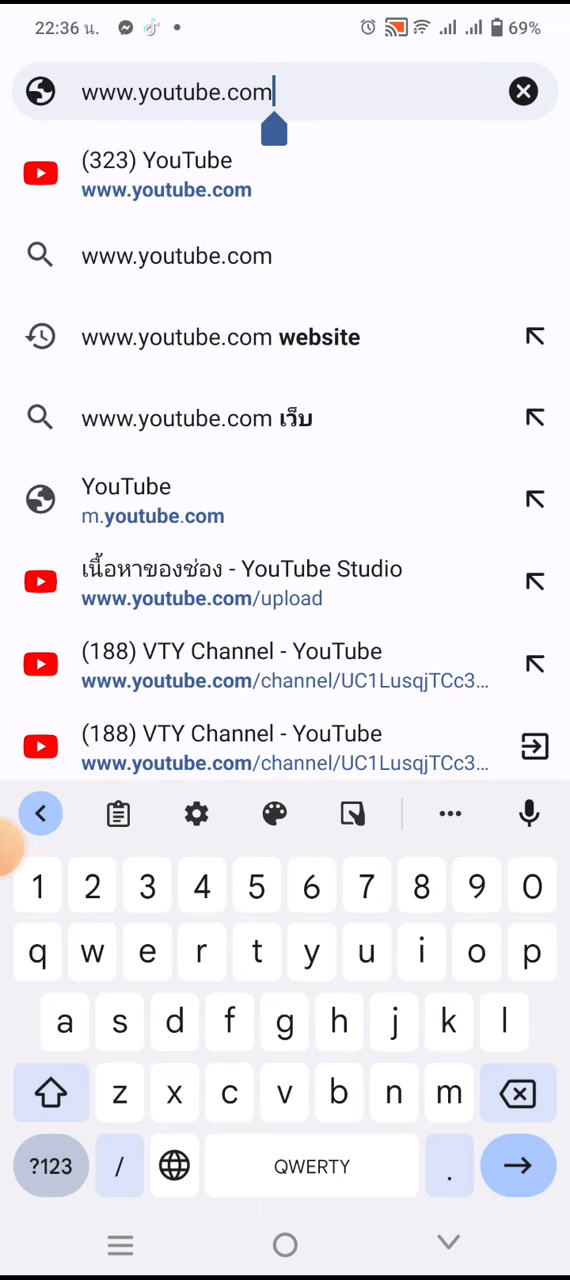 22:36 น.
69%
www.youtube.com
(323) YouTube
www.youtube.com
www.youtube.com
www.youtube.com website
www.youtube.com เว็บ
YouTube
m.youtube.com
เนื้อหาของช่อง - YouTube Studio
www.youtube.com/upload
(188) VTY Channel - YouTube
www.youtube.com/channel/UC1LusqjTCc3...
(188) VTY Channel - YouTube
www.youtube.com/channel/UC1LusqjTCc3...
1 2 3 4 5 6 7 8 9 0
q w e r t y u i o p
a s d f g h j k l
z x c v b n m
?123 / QWERTY .